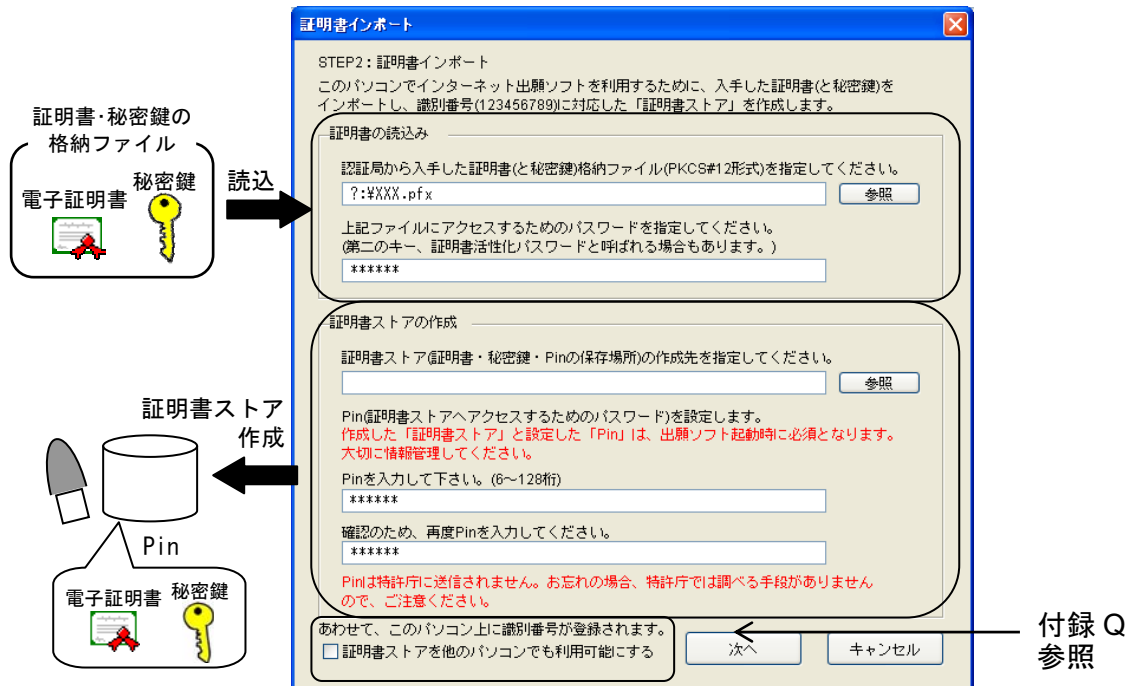 証明書インポート
STEP2：証明書インポート
このパソコンでインターネット出願ソフトを利用するために、入手した証明書(と秘密鍵)を
インポートし、識別番号(123456789)に対応した「証明書ストア」を作成します。
証明書･秘密鍵の
格納ファイル
電子証明書
秘密鍵
読込
証明書の読込み
認証局から入手した証明書(と秘密鍵)格納ファイル(PKCS#12形式)を指定してください。
?:¥XXX.pfx
参照
上記ファイルにアクセスするためのパスワードを指定してください。
(第二のキー、証明書活性化パスワードと呼ばれる場合もあります。)
******
証明書ストアの作成
証明書ストア(証明書・秘密鍵・Pinの保存場所)の作成先を指定してください。
参照
Pin(証明書ストアへアクセスするためのパスワード)を設定します。
作成した「証明書ストア」と設定した「Pin」は、出願ソフト起動時に必須となります。
大切に情報管理してください。
Pinを入力して下さい。(6～128桁)
******
確認のため、再度Pinを入力してください。
******
Pinは特許庁に送信されません。お忘れの場合、特許庁では調べる手段がありません
ので、ご注意ください。
証明書ストア
作成
Pin
電子証明書
秘密鍵
あわせて、このパソコン上に識別番号が登録されます。
証明書ストアを他のパソコンでも利用可能にする
次へ
キャンセル
付録 Q
参照